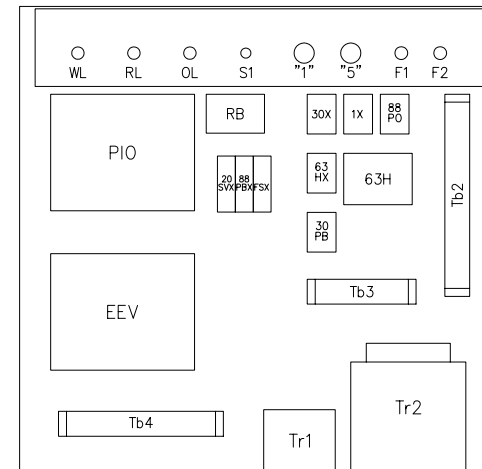 WL RL OL S1 "1" "5" F1 F2
PIO
RB
30X
1X
88
PO
20
SVX
88
PBX
FSX
63
HX
63H
Tb2
30
PB
EEV
Tb3
Tb4
Tr1
Tr2